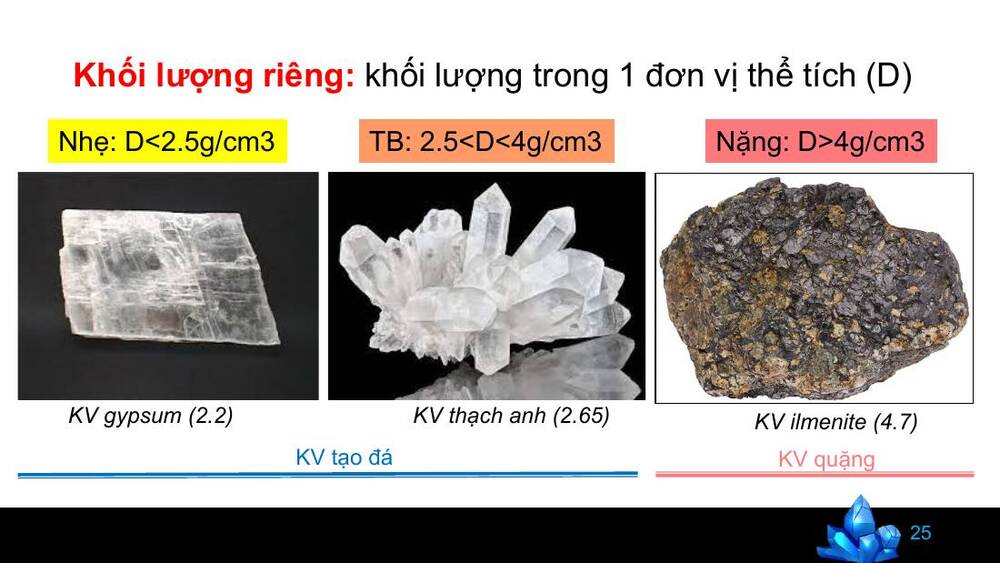 Khối lượng riêng: khối lượng trong 1 đơn vị thể tích (D)
Nhẹ: D<2.5g/cm3
TB: 2.5<D<4g/cm3
Nặng: D>4g/cm3
KV gypsum (2.2)
KV thạch anh (2.65)
KV ilmenite (4.7)
KV tạo đá
KV quặng
25